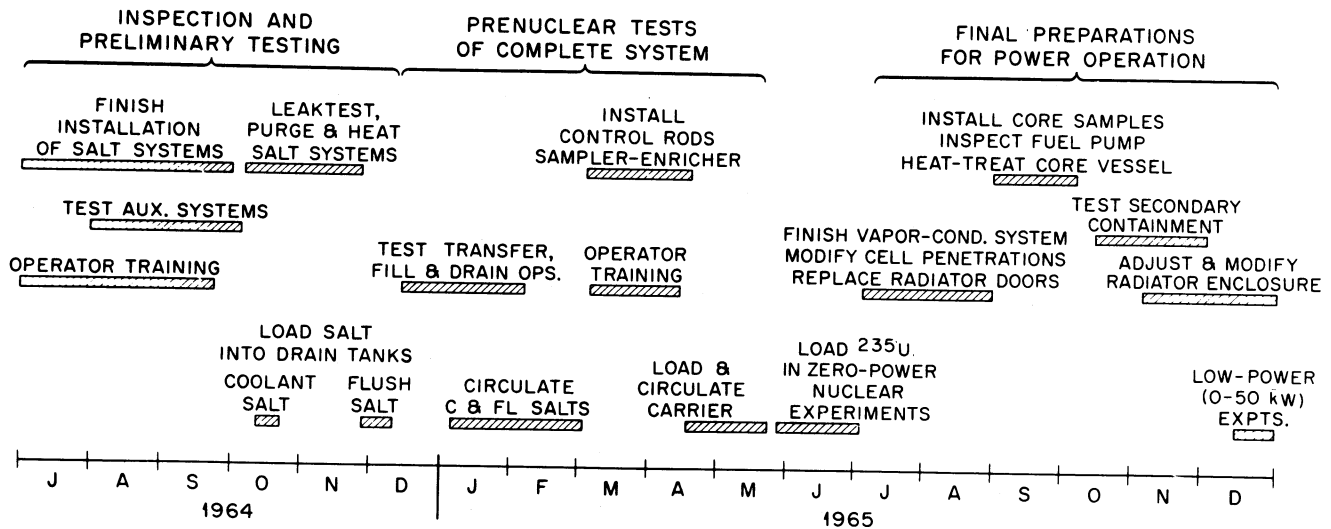 INSPECTION AND
PRELIMINARY TESTING
PRENUCLEAR TESTS
OF COMPLETE SYSTEM
FINAL PREPARATIONS
FOR POWER OPERATION
FINISH
INSTALLATION
OF SALT SYSTEMS
LEAKTEST,
PURGE & HEAT
SALT SYSTEMS
INSTALL
CONTROL RODS
SAMPLER-ENRICHER
INSTALL CORE SAMPLES
INSPECT FUEL PUMP
HEAT-TREAT CORE VESSEL
TEST AUX. SYSTEMS
TEST SECONDARY
CONTAINMENT
OPERATOR TRAINING
TEST TRANSFER,
FILL & DRAIN OPS.
OPERATOR
TRAINING
FINISH VAPOR-COND. SYSTEM
MODIFY CELL PENETRATIONS
REPLACE RADIATOR DOORS
ADJUST & MODIFY
RADIATOR ENCLOSURE
LOAD SALT
INTO DRAIN TANKS
COOLANT
SALT
FLUSH
SALT
CIRCULATE
C & FL SALTS
LOAD &
CIRCULATE
CARRIER
LOAD 235U.
IN ZERO-POWER
NUCLEAR
EXPERIMENTS
LOW-POWER
(0-50 kW)
EXPTS.
J A S O N D J F M A M J J A S O N D
1964 1965